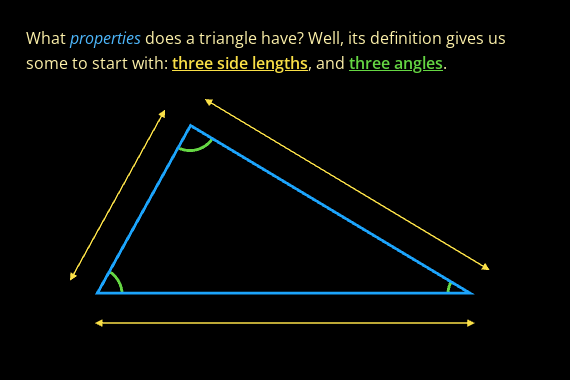 What properties does a triangle have? Well, its definition gives us
some to start with: three side lengths, and three angles.